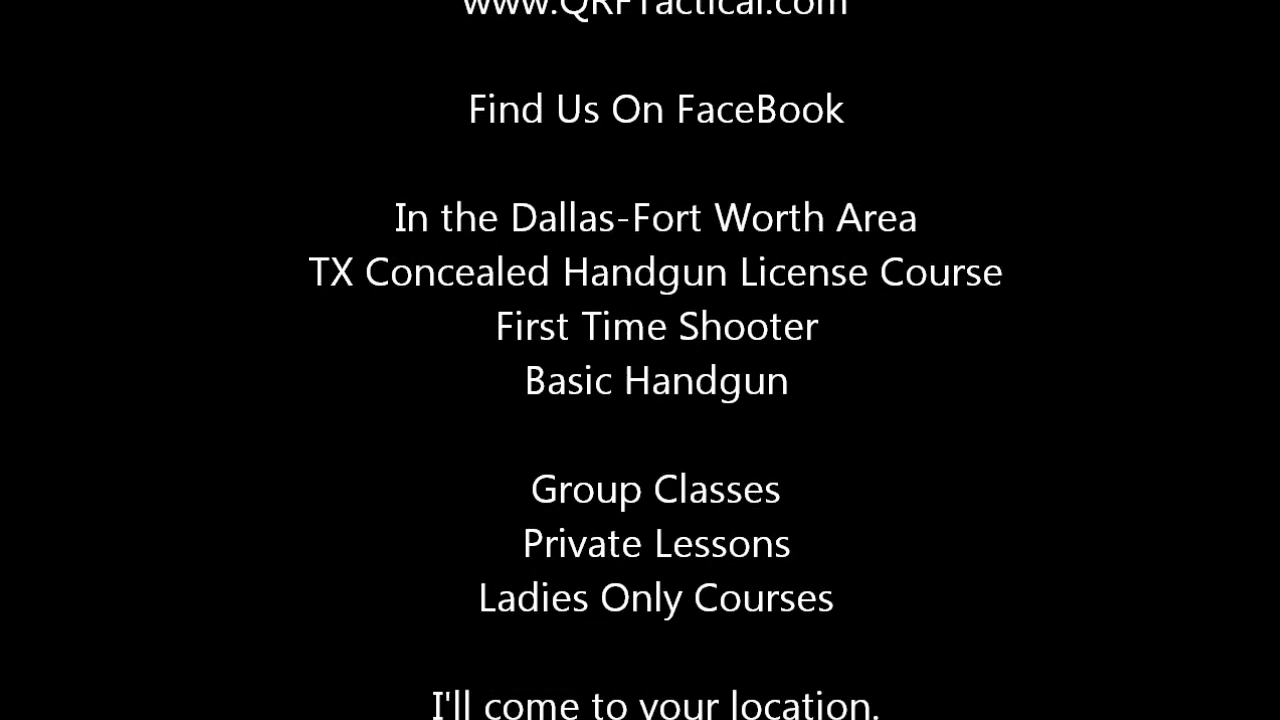 www.QRFTactical.com
Find Us On FaceBook
In the Dallas-Fort Worth Area
TX Concealed Handgun License Course
First Time Shooter
Basic Handgun
Group Classes
Private Lessons
Ladies Only Courses
I'll come to your location.